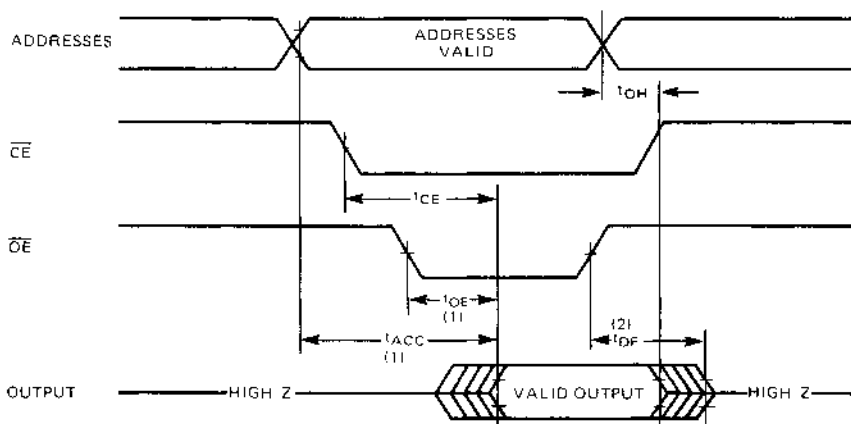 ADDRESSES
ADDRESSES
VALID
tOH
CE
tCE
OE
tOE
(1)
tACC
(1)
(2)
tDF
OUTPUT
HIGH Z
VALID OUTPUT
HIGH Z